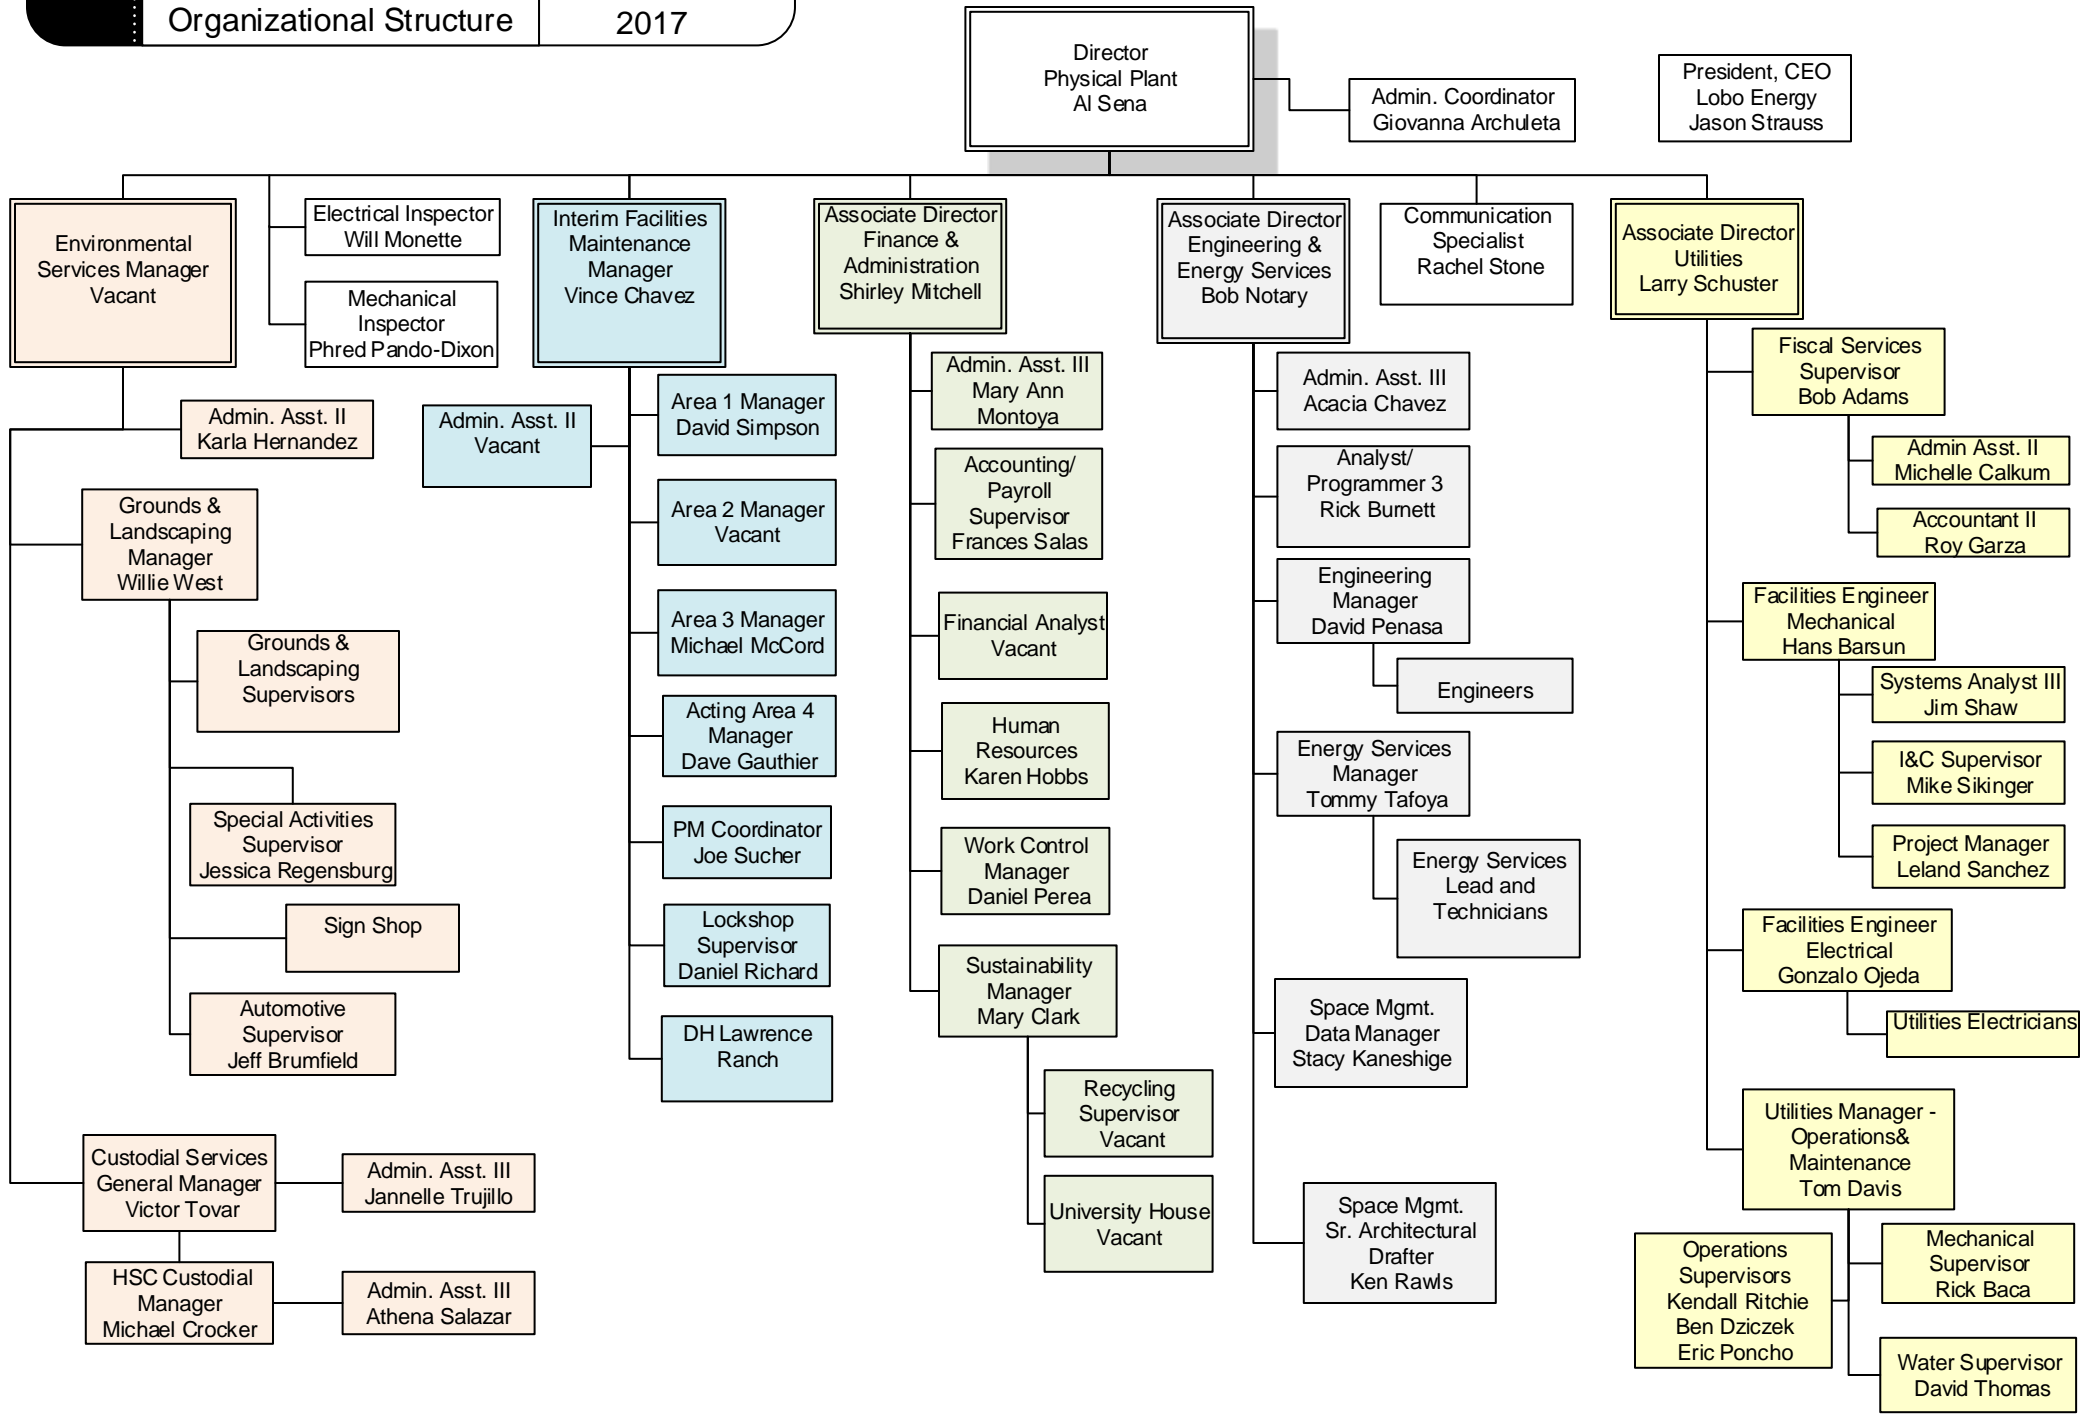 Organizational Structure
2017
Director
Physical Plant
Al Sena
Admin. Coordinator
Giovanna Archuleta
President, CEO
Lobo Energy
Jason Strauss
Environmental
Services Manager
Vacant
Electrical Inspector
Will Monette
Mechanical
Inspector
Phred Pando-Dixon
Interim Facilities
Maintenance
Manager
Vince Chavez
Associate Director
Finance &
Administration
Shirley Mitchell
Associate Director
Engineering &
Energy Services
Bob Notary
Communication
Specialist
Rachel Stone
Associate Director
Utilities
Larry Schuster
Admin. Asst. II
Karla Hernandez
Grounds &
Landscaping
Manager
Willie West
Grounds &
Landscaping
Supervisors
Special Activities
Supervisor
Jessica Regensburg
Sign Shop
Automotive
Supervisor
Jeff Brumfield
Custodial Services
General Manager
Victor Tovar
Admin. Asst. III
Jannelle Trujillo
HSC Custodial
Manager
Michael Crocker
Admin. Asst. III
Athena Salazar
Admin. Asst. II
Vacant
Area 1 Manager
David Simpson
Area 2 Manager
Vacant
Area 3 Manager
Michael McCord
Acting Area 4
Manager
Dave Gauthier
PM Coordinator
Joe Sucher
Lockshop
Supervisor
Daniel Richard
DH Lawrence
Ranch
Admin. Asst. III
Mary Ann
Montoya
Accounting/
Payroll
Supervisor
Frances Salas
Financial Analyst
Vacant
Human
Resources
Karen Hobbs
Work Control
Manager
Daniel Perea
Sustainability
Manager
Mary Clark
Recycling
Supervisor
Vacant
University House
Vacant
Admin. Asst. III
Acacia Chavez
Analyst/
Programmer 3
Rick Burnett
Engineering
Manager
David Penasa
Engineers
Energy Services
Manager
Tommy Tafoya
Energy Services
Lead and
Technicians
Space Mgmt.
Data Manager
Stacy Kaneshige
Space Mgmt.
Sr. Architectural
Drafter
Ken Rawls
Fiscal Services
Supervisor
Bob Adams
Admin Asst. II
Michelle Calkum
Accountant II
Roy Garza
Facilities Engineer
Mechanical
Hans Barsun
Systems Analyst III
Jim Shaw
I&C Supervisor
Mike Sikinger
Project Manager
Leland Sanchez
Facilities Engineer
Electrical
Gonzalo Ojeda
Utilities Electricians
Utilities Manager -
Operations&
Maintenance
Tom Davis
Operations
Supervisors
Kendall Ritchie
Ben Dziczek
Eric Poncho
Mechanical
Supervisor
Rick Baca
Water Supervisor
David Thomas